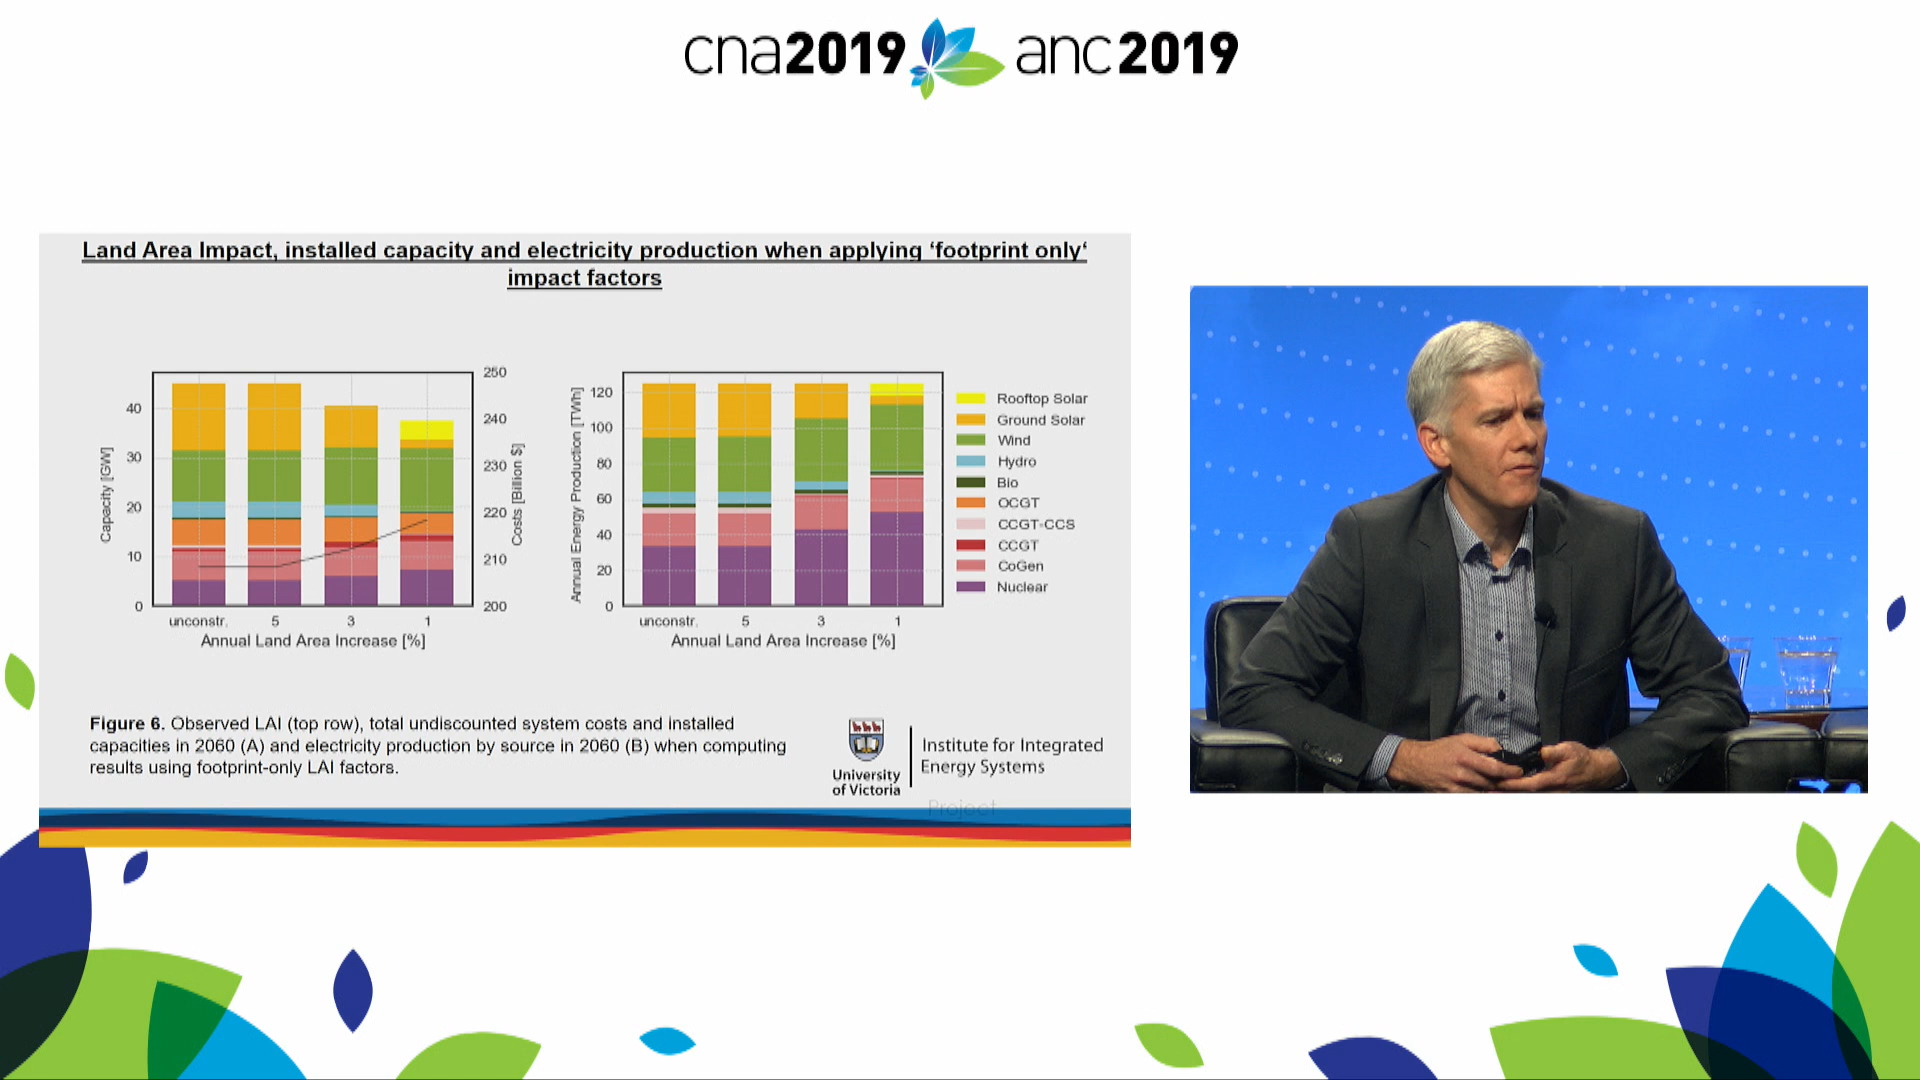 cna2019 anc2019
Land Area Impact, installed capacity and electricity production when applying ‘footprint only‘
impact factors
Capacity [GW]
40
30
20
10
0
250
240
230
220
210
200
Costs [Billion $]
unconstr. 5 3 1
Annual Land Area Increase [%]
Annual Energy Production [TWh]
120
100
80
60
40
20
0
unconstr. 5 3 1
Annual Land Area Increase [%]
Rooftop Solar
Ground Solar
Wind
Hydro
Bio
OCGT
CCGT-CCS
CCGT
CoGen
Nuclear
Figure 6. Observed LAI (top row), total undiscounted system costs and installed
capacities in 2060 (A) and electricity production by source in 2060 (B) when computing
results using footprint-only LAI factors.
University
of Victoria
Institute for Integrated
Energy Systems
Project